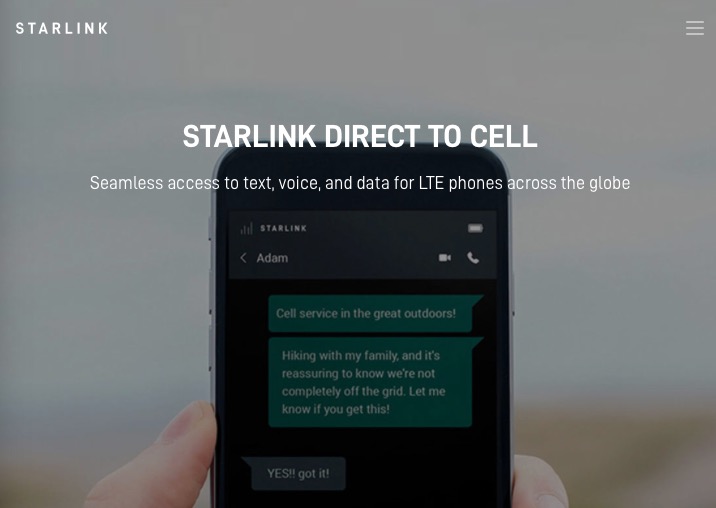 STARLINK
STARLINK DIRECT TO CELL
Seamless access to text, voice, and data for LTE phones across the globe
STARLINK
Adam
Cell service in the great outdoors!
Hiking with my family, and it's
reassuring to know we're not
completely off the grid. Let me
know if you get this!
YES!! got it!